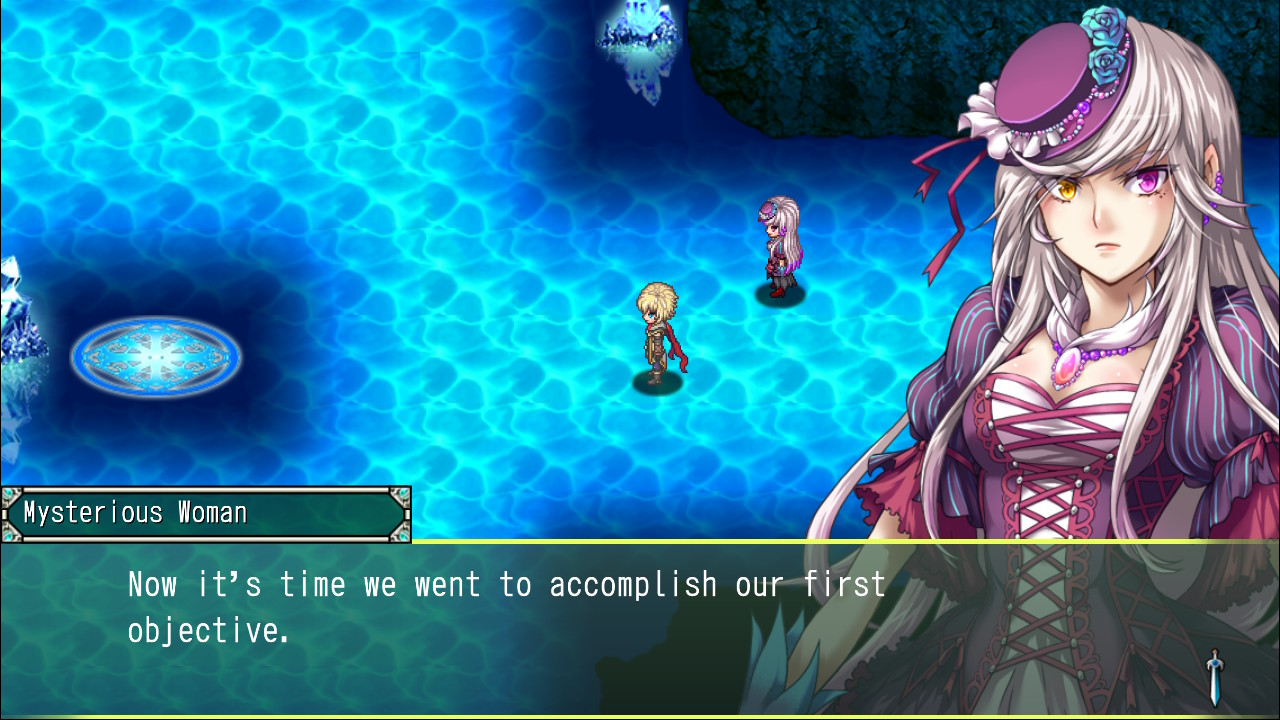 Mysterious Woman
Now it’s time we went to accomplish our first
objective.